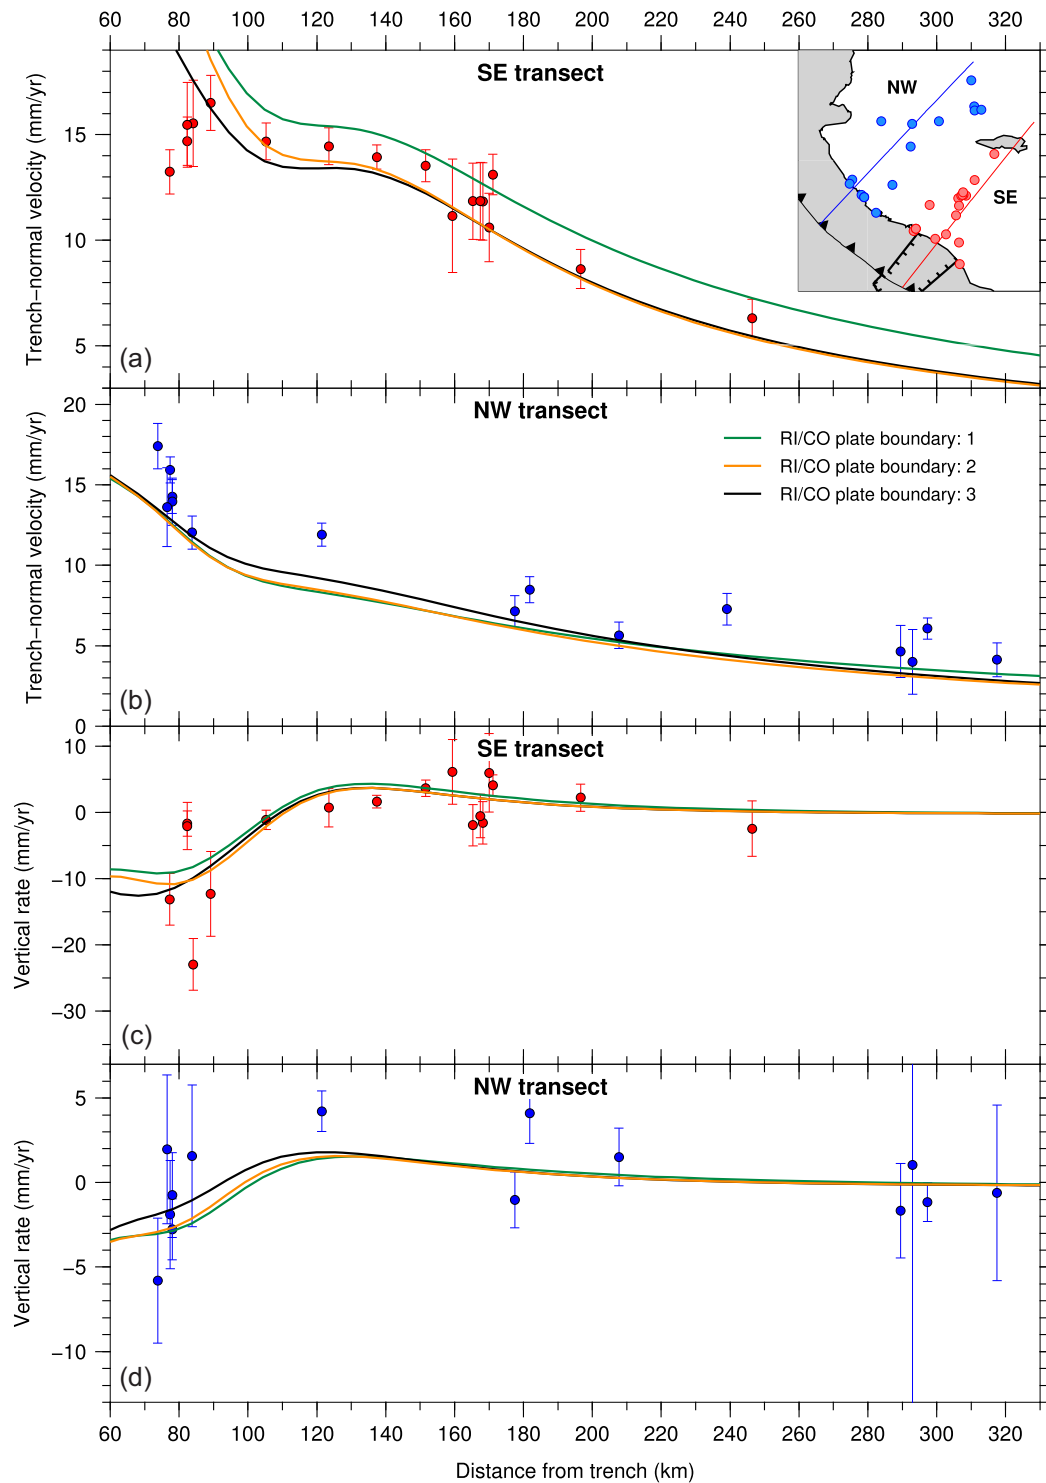 60 80 100 120 140 160 180 200 220 240 260 280 300 320
SE transect
Trench−normal velocity (mm/yr)
15
10
5
NW
SE
(a)
NW transect
Trench−normal velocity (mm/yr)
20
15
10
5
0
RI/CO plate boundary: 1
RI/CO plate boundary: 2
RI/CO plate boundary: 3
(b)
SE transect
Vertical rate (mm/yr)
10
0
−10
−20
−30
(c)
NW transect
Vertical rate (mm/yr)
5
0
−5
−10
(d)
60 80 100 120 140 160 180 200 220 240 260 280 300 320
Distance from trench (km)